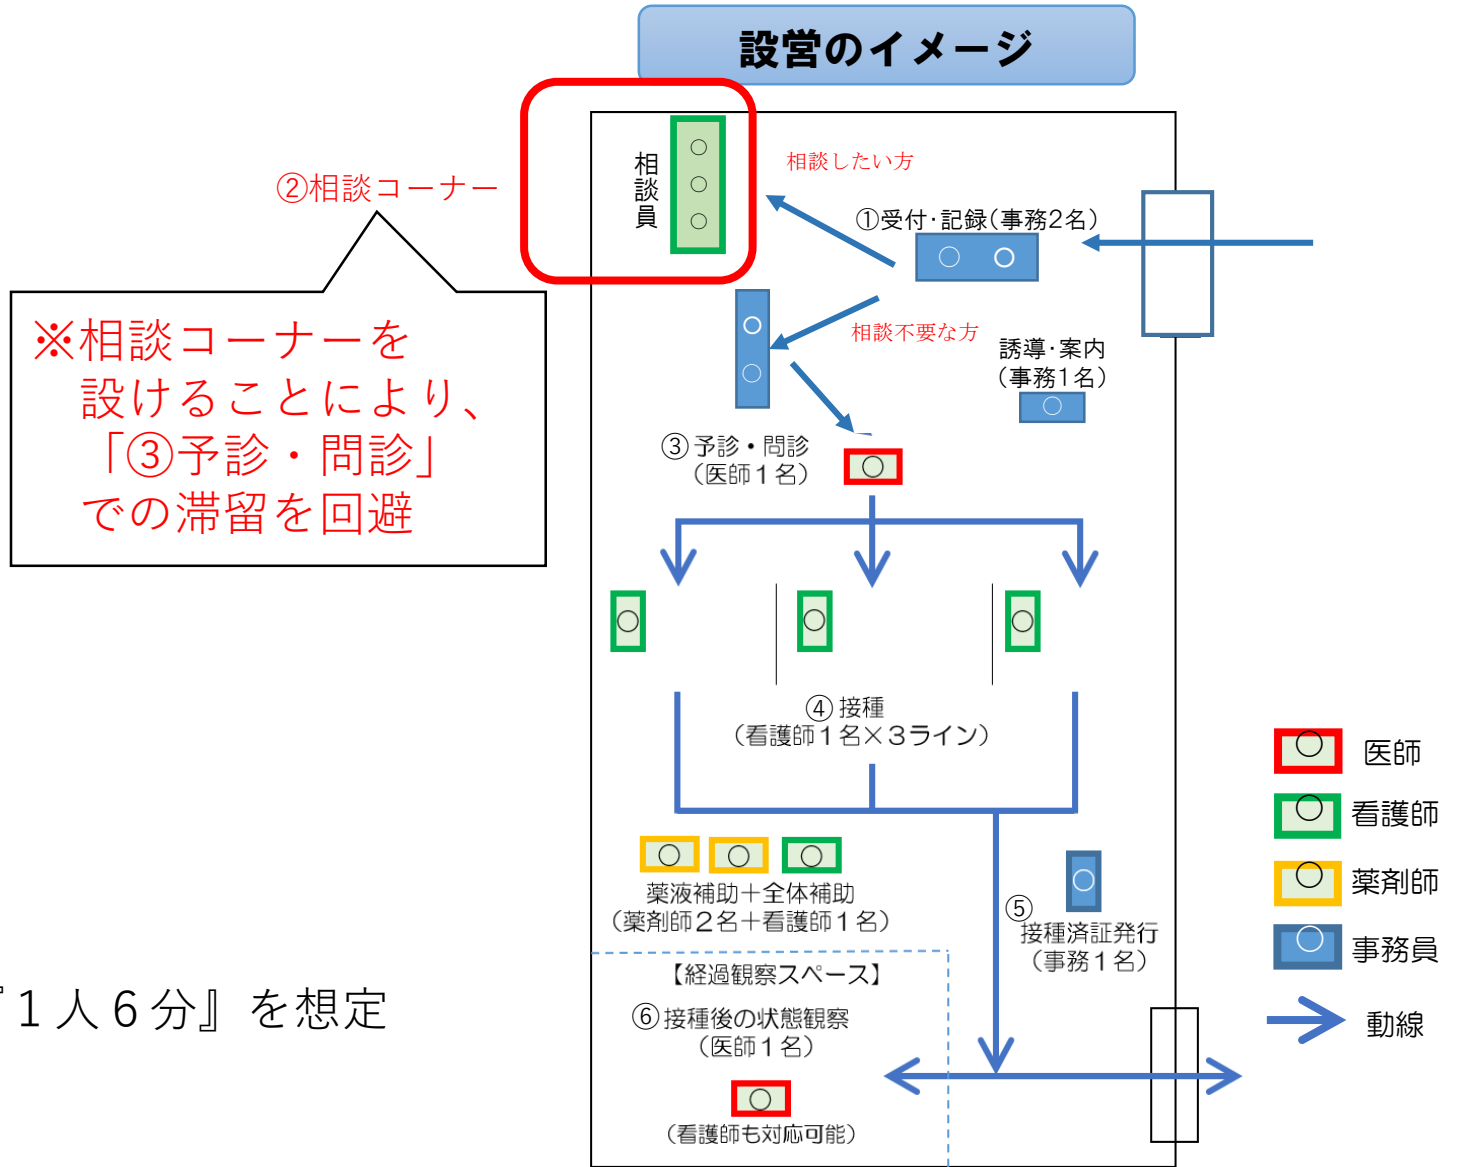 設営のイメージ
相談員
相談したい方
②相談コーナー
①受付・記録（事務2名）
※相談コーナーを
設けることにより、
「③予診・問診」
での滞留を回避
相談不要な方
誘導・案内
（事務1名）
③予診・問診
（医師１名）
④接種
（看護師１名×３ライン）
医師
看護師
薬剤師
事務員
動線
薬液補助＋全体補助
（薬剤師２名＋看護師１名）
⑤
接種済証発行
（事務１名）
【経過観察スペース】
『１人６分』を想定
⑥接種後の状態観察
（医師１名）
（看護師も対応可能）